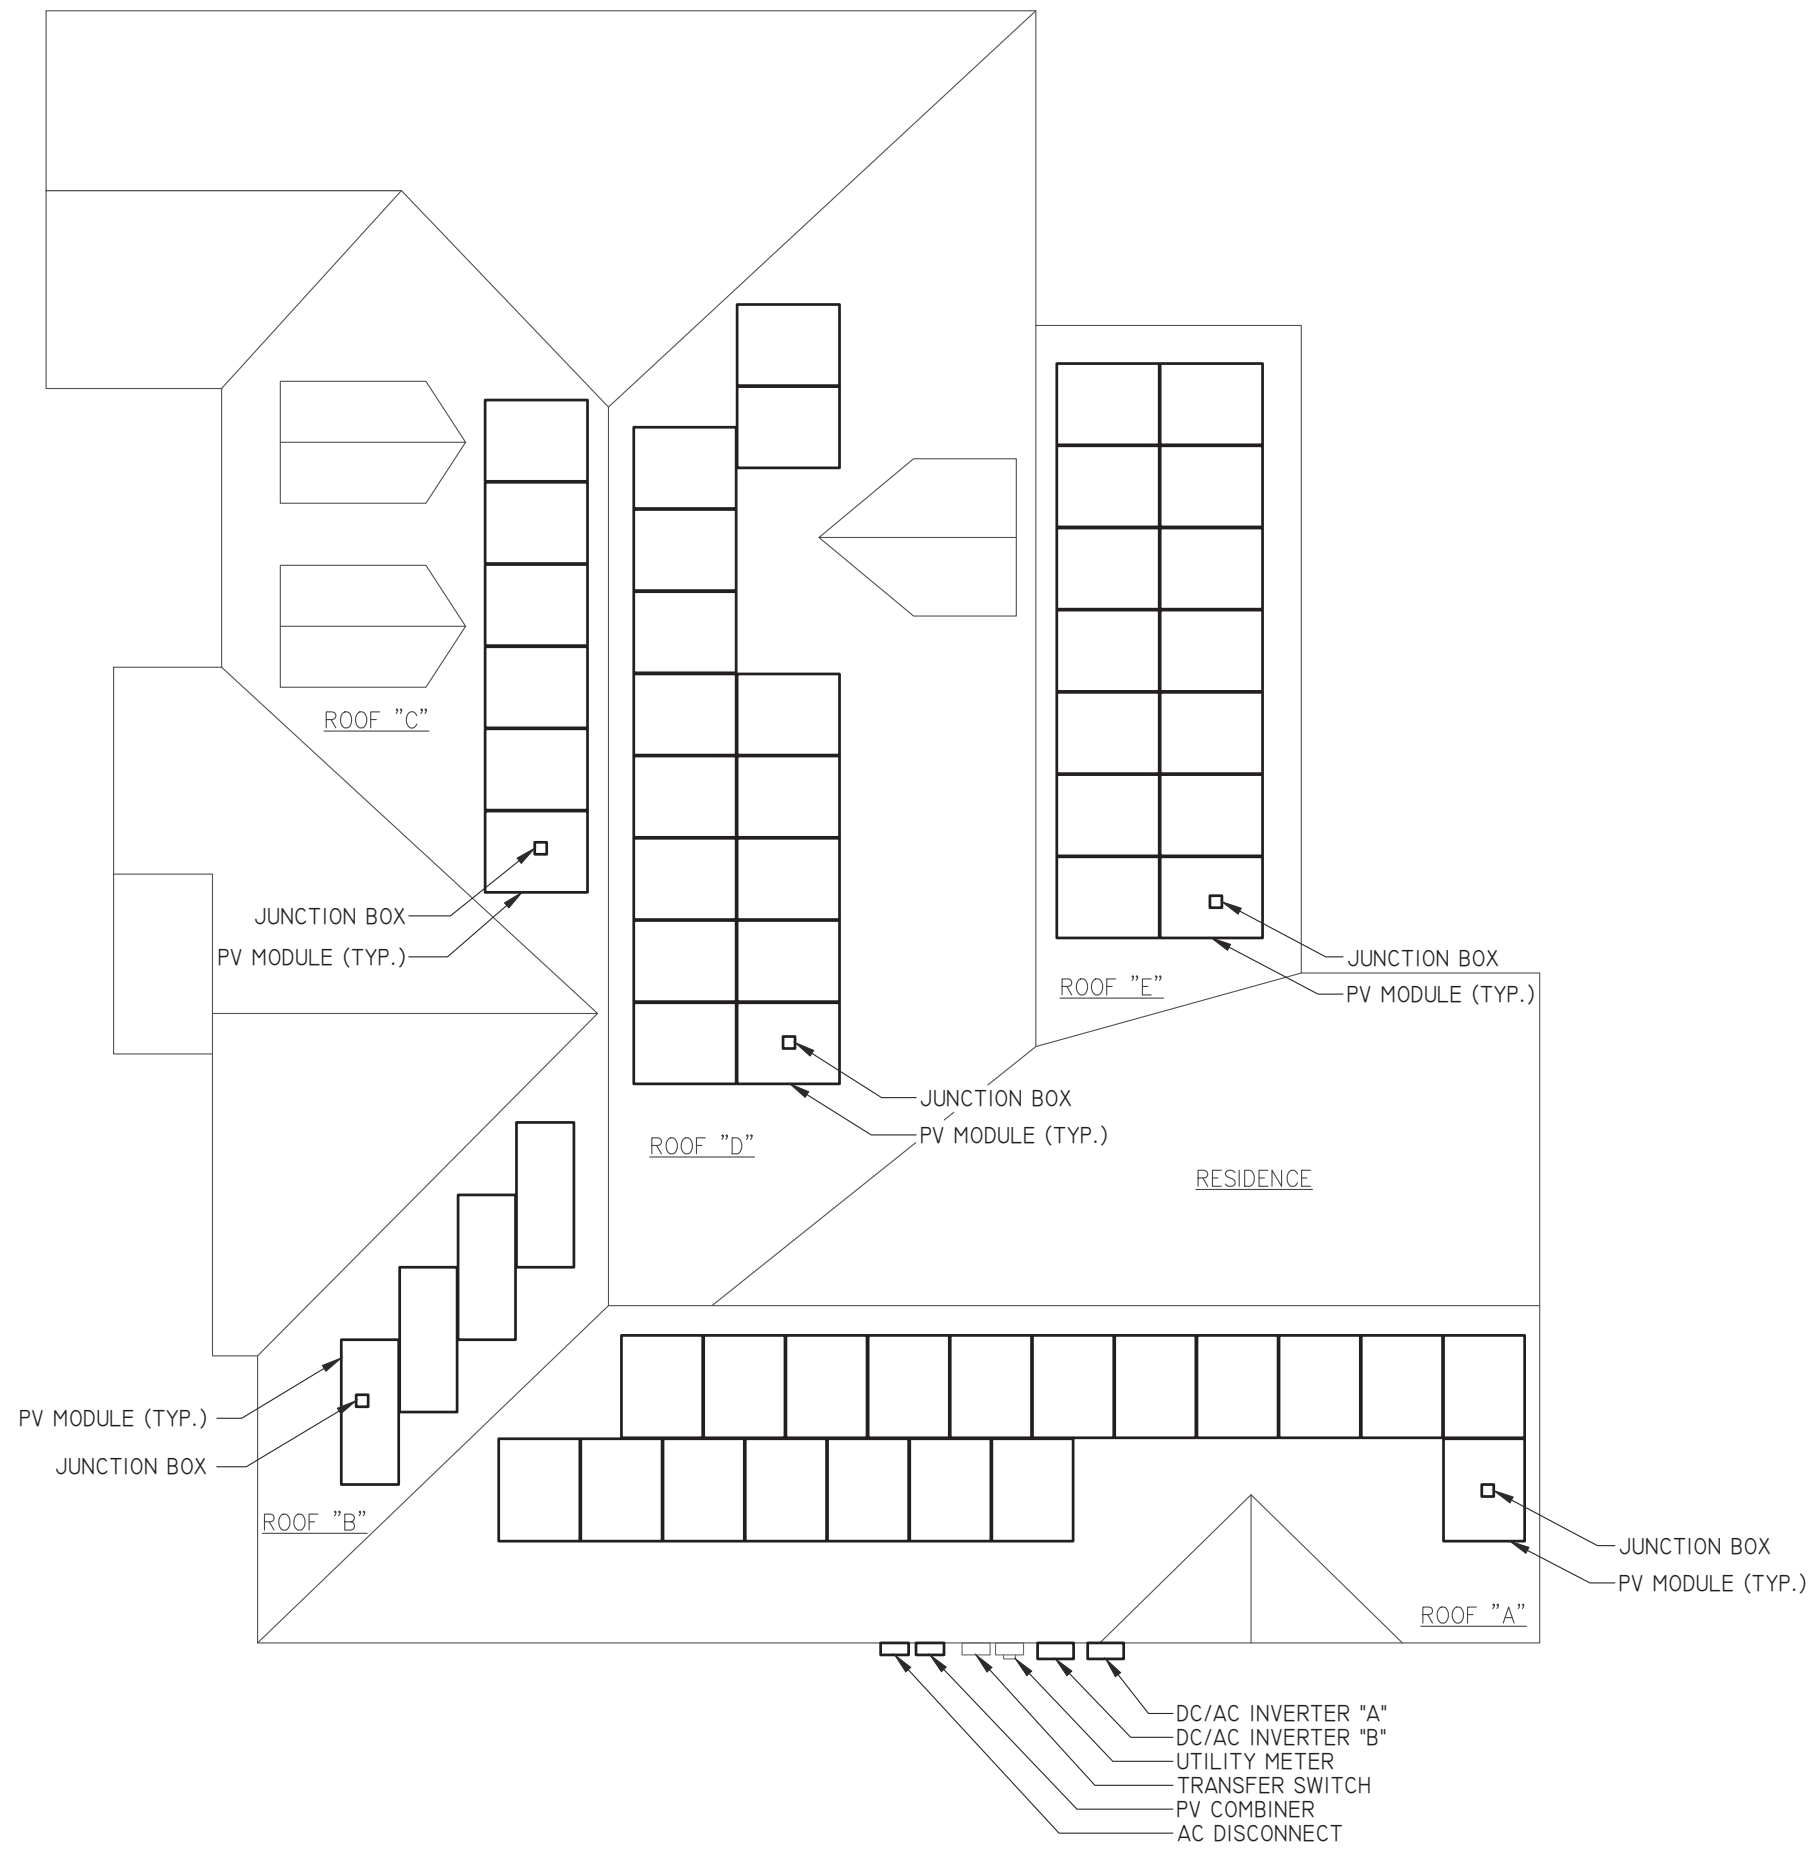 ROOF "C"
JUNCTION BOX
PV MODULE (TYP.)
JUNCTION BOX
ROOF "E"
PV MODULE (TYP.)
JUNCTION BOX
PV MODULE (TYP.)
ROOF "D"
RESIDENCE
PV MODULE (TYP.)
JUNCTION BOX
ROOF "B"
JUNCTION BOX
PV MODULE (TYP.)
ROOF "A"
DC/AC INVERTER "A"
DC/AC INVERTER "B"
UTILITY METER
TRANSFER SWITCH
PV COMBINER
AC DISCONNECT